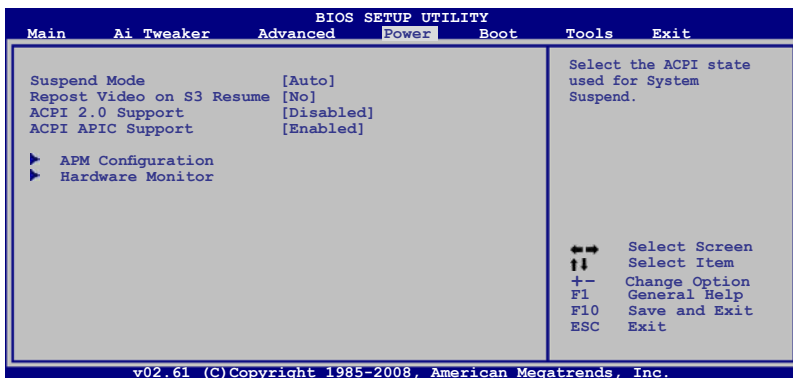 BIOS SETUP UTILITY
Main Ai Tweaker Advanced Power Boot Tools Exit
Suspend Mode [Auto]
Repost Video on S3 Resume [No]
ACPI 2.0 Support [Disabled]
ACPI APIC Support [Enabled]
APM Configuration
Hardware Monitor
Select the ACPI state
used for System
Suspend.
Select Screen
Select Item
+- Change Option
F1 General Help
F10 Save and Exit
ESC Exit
v02.61 (C)Copyright 1985-2008, American Megatrends, Inc.